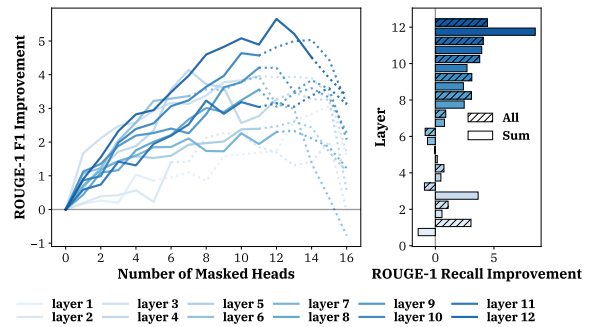 ROUGE-1 F1 Improvement
5
4
3
2
1
0
−1
0 2 4 6 8 10 12 14 16
Number of Masked Heads
Layer
12
10
8
6
4
2
0
All
Sum
0 5
ROUGE-1 Recall Improvement
layer 1 layer 3 layer 5 layer 7 layer 9 layer 11
layer 2 layer 4 layer 6 layer 8 layer 10 layer 12